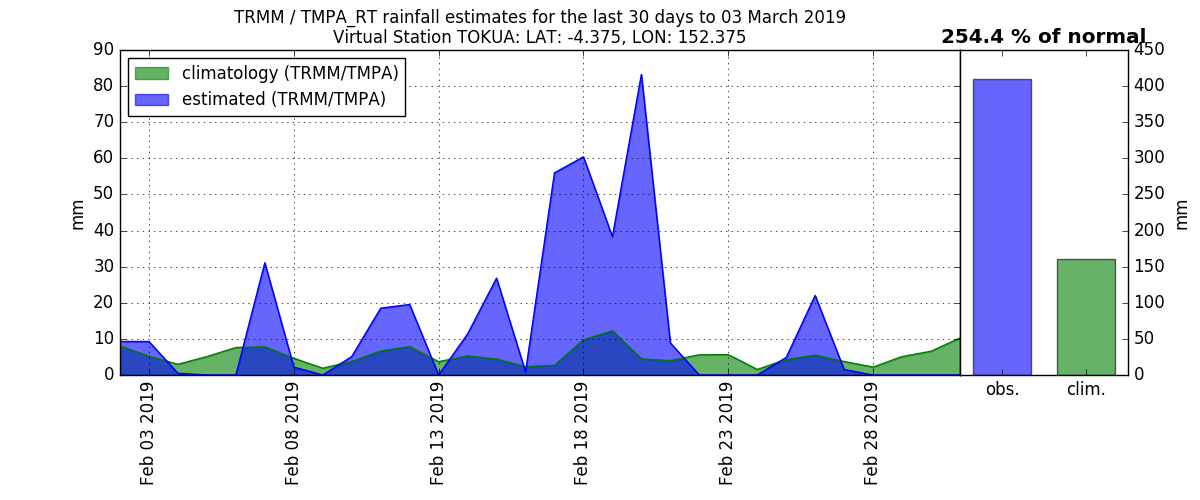 TRMM / TMPA_RT rainfall estimates for the last 30 days to 03 March 2019
Virtual Station TOKUA: LAT: -4.375, LON: 152.375
254.4 % of normal
climatology (TRMM/TMPA)
estimated (TRMM/TMPA)
90
80
70
60
50
40
30
20
10
0
mm
Feb 03 2019
Feb 08 2019
Feb 13 2019
Feb 18 2019
Feb 23 2019
Feb 28 2019
obs.
clim.
450
400
350
300
250
200
150
100
50
0
mm